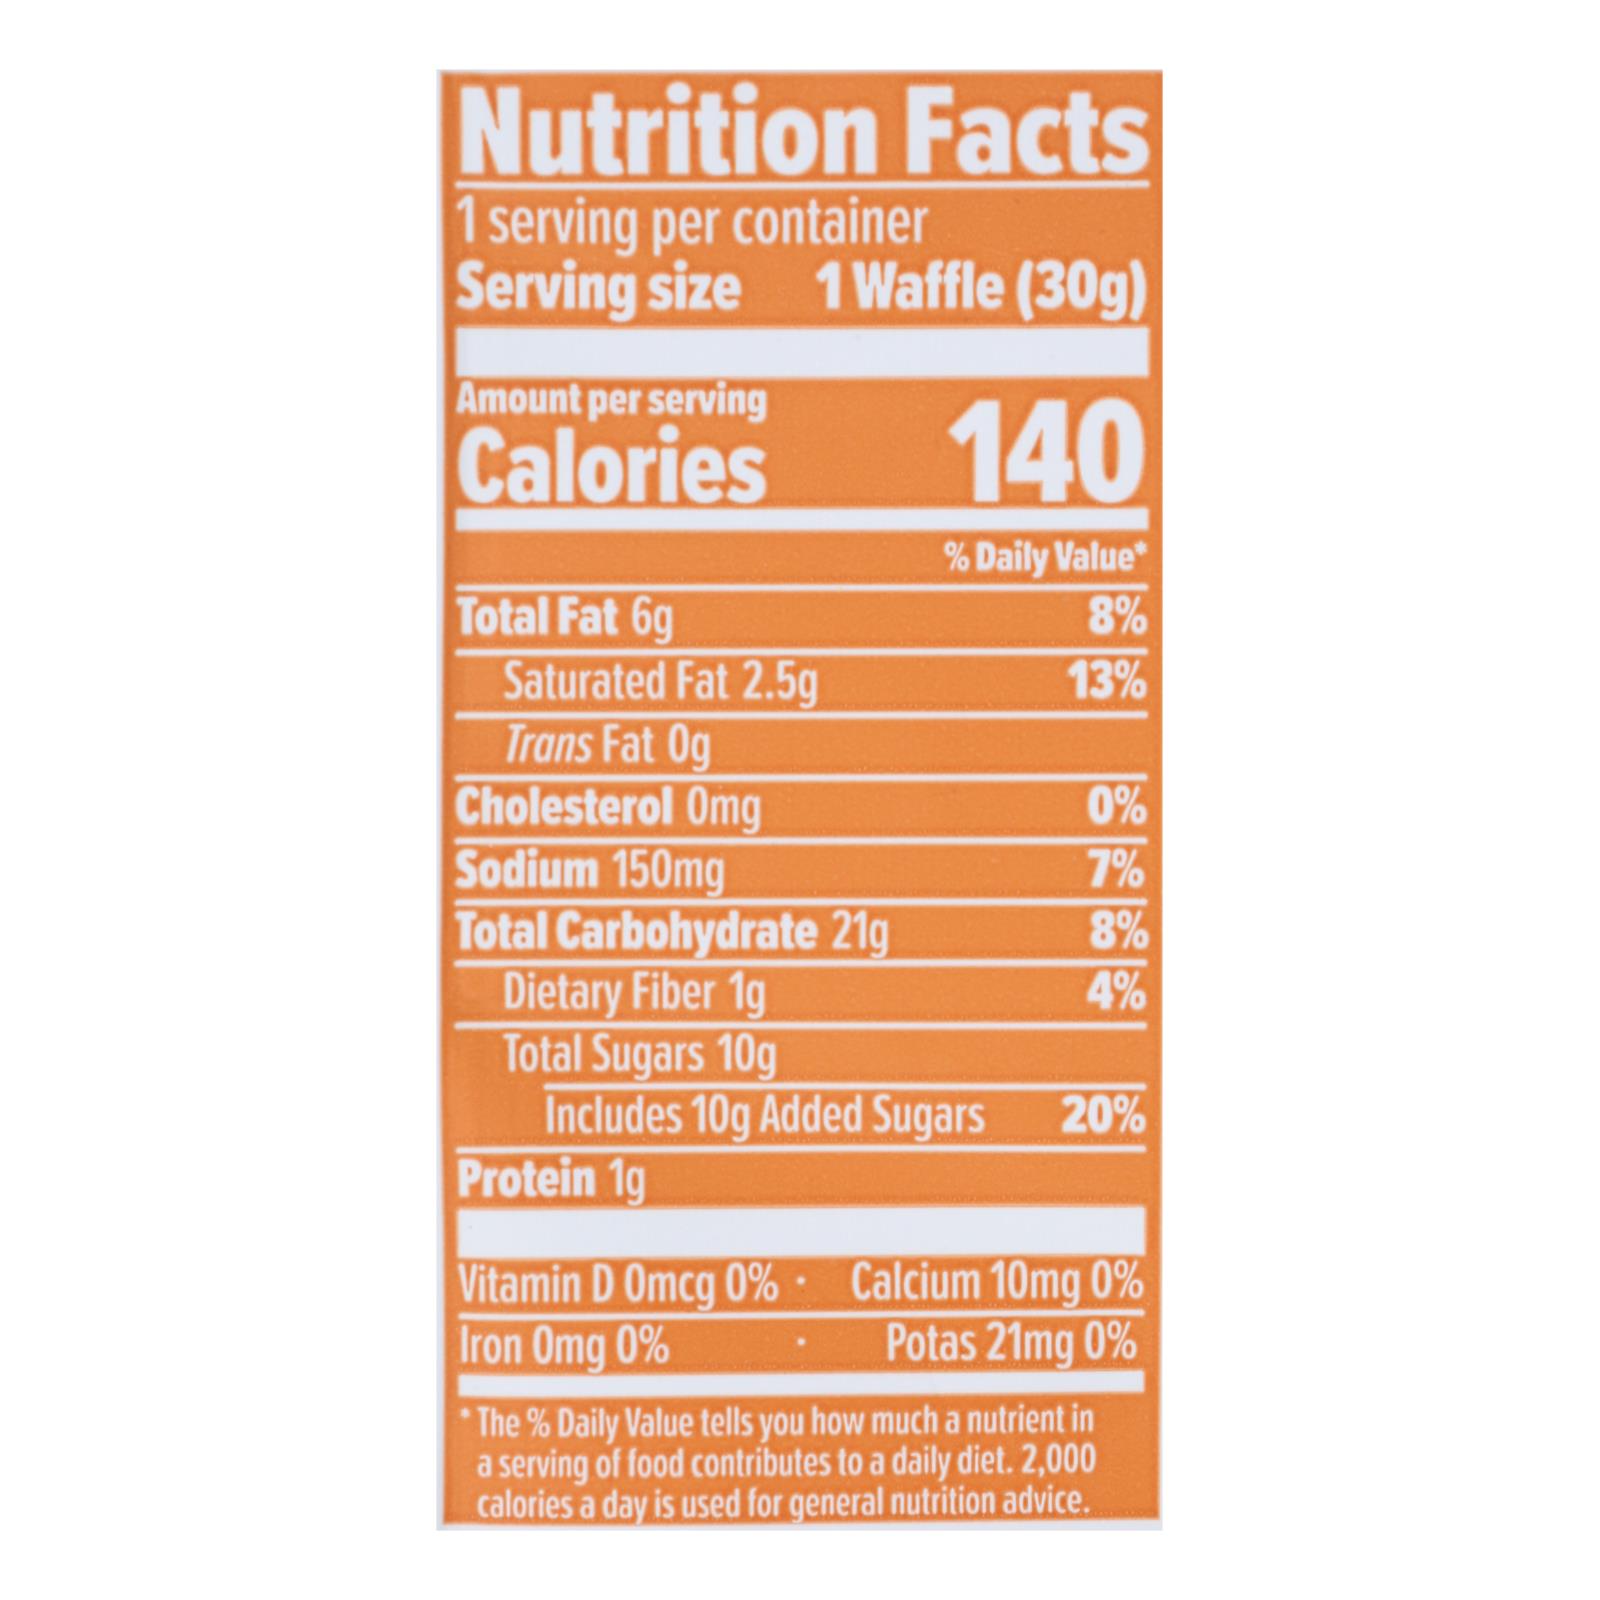 Nutrition Facts
1 serving per container
Serving size 1 Waffle (30g)
Amount per serving
Calories 140
% Daily Value*
Total Fat 6g 8%
Saturated Fat 2.5g 13%
Trans Fat 0g
Cholesterol 0mg 0%
Sodium 150mg 7%
Total Carbohydrate 21g 8%
Dietary Fiber 1g 4%
Total Sugars 10g
Includes 10g Added Sugars 20%
Protein 1g
Vitamin D 0mcg 0% · Calcium 10mg 0%
Iron 0mg 0% · Potas 21mg 0%
* The % Daily Value tells you how much a nutrient in
a serving of food contributes to a daily diet. 2,000
calories a day is used for general nutrition advice.